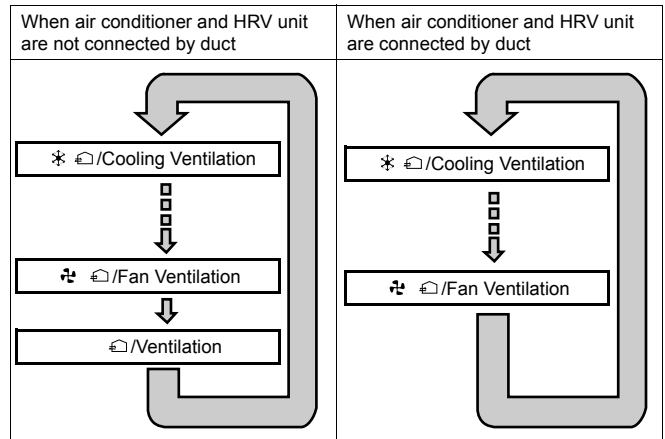 When air conditioner and HRV unit
are not connected by duct
When air conditioner and HRV unit
are connected by duct
/Cooling Ventilation
/Fan Ventilation
/Ventilation
/Cooling Ventilation
/Fan Ventilation